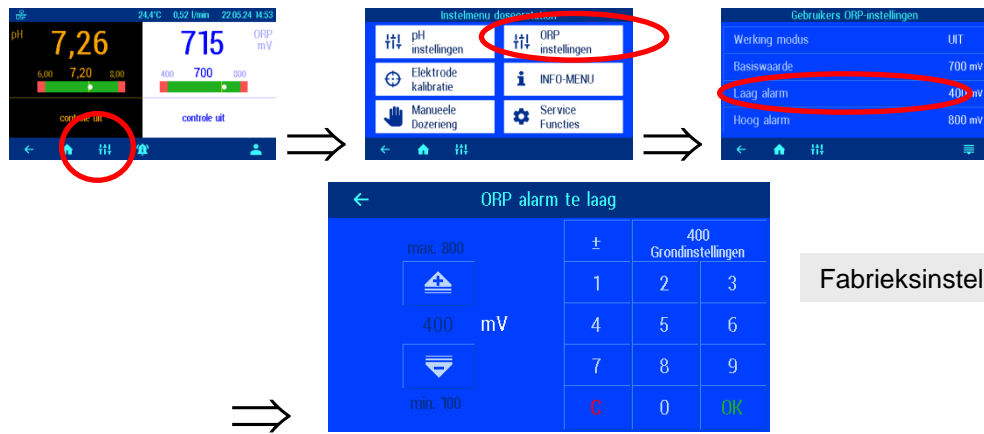 24,4°C 0,52 l/min 22.05.24 14:53
pH 7,26 715 ORP mV
6,00 7,20 8,00 400 700 800
controle uit controle uit
Instelmenu doseerstation
pH instellingen
ORP instellingen
Elektrode kalibratie
INFO-MENU
Manueele Dozerieng
Service Functies
Gebruikers ORP-instellingen
Werking modus UIT
Basiswaarde 700 mV
Laag alarm 400 mV
Hoog alarm 800 mV
ORP alarm te laag
max. 800
400 mV
min. 100
± 400 Grondinstellingen
1 2 3
4 5 6
7 8 9
C 0 OK
Fabrieksinstel